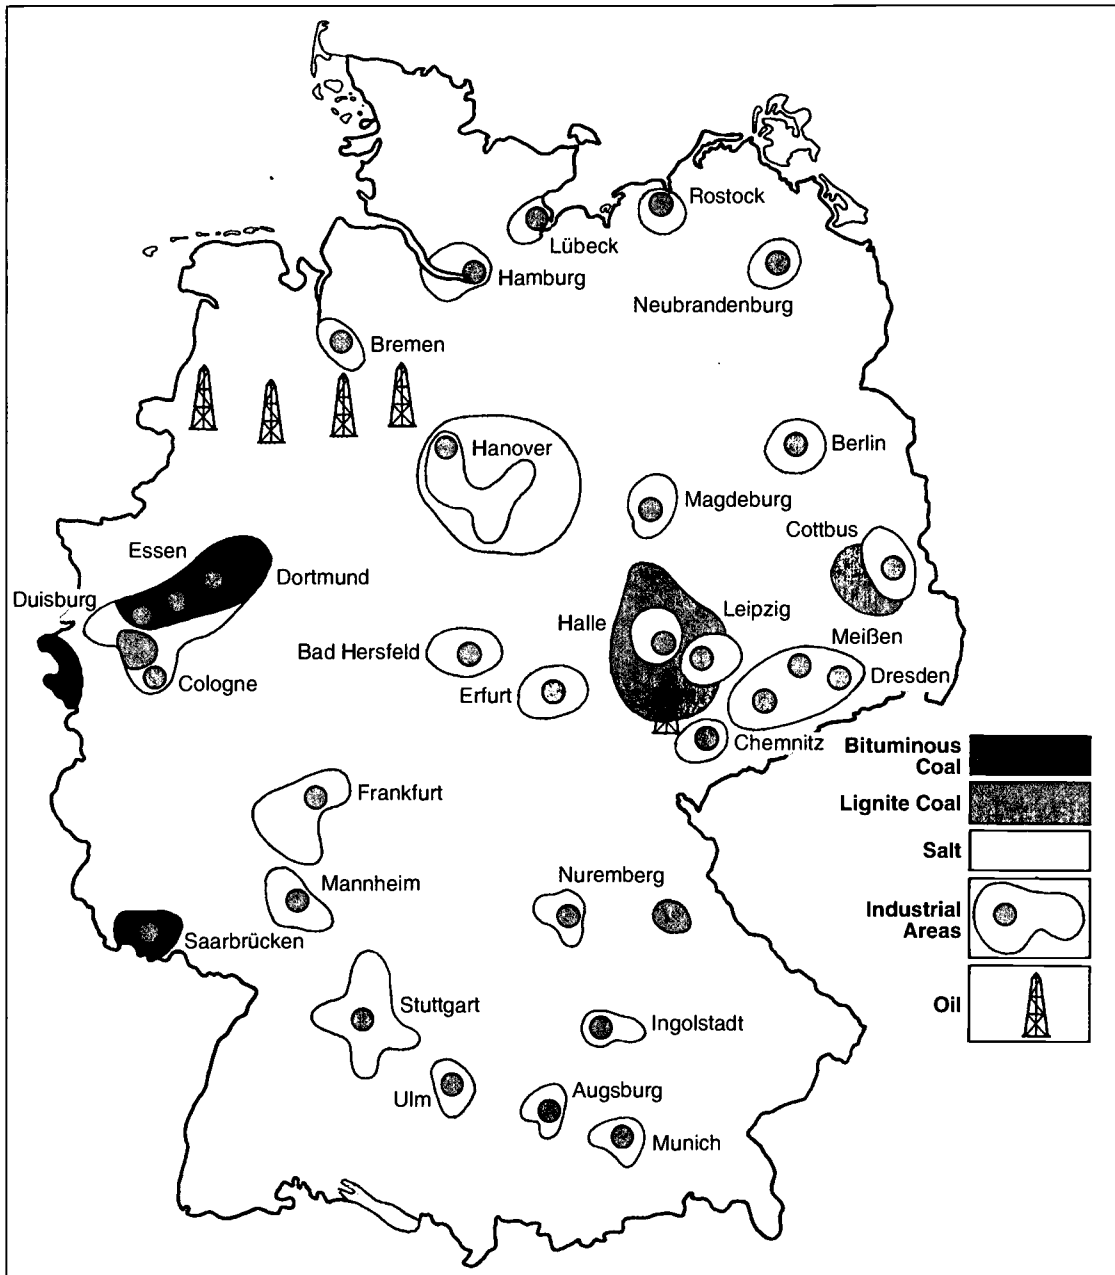 Rostock
Lübeck
Hamburg
Neubrandenburg
Bremen
Hanover
Berlin
Magdeburg
Cottbus
Essen
Dortmund
Duisburg
Halle
Leipzig
Meißen
Bad Hersfeld
Dresden
Cologne
Erfurt
Chemnitz
Bituminous
Coal
Frankfurt
Lignite Coal
Salt
Nuremberg
Mannheim
Industrial
Areas
Saarbrücken
Stuttgart
Oil
Ingolstadt
Ulm
Augsburg
Munich